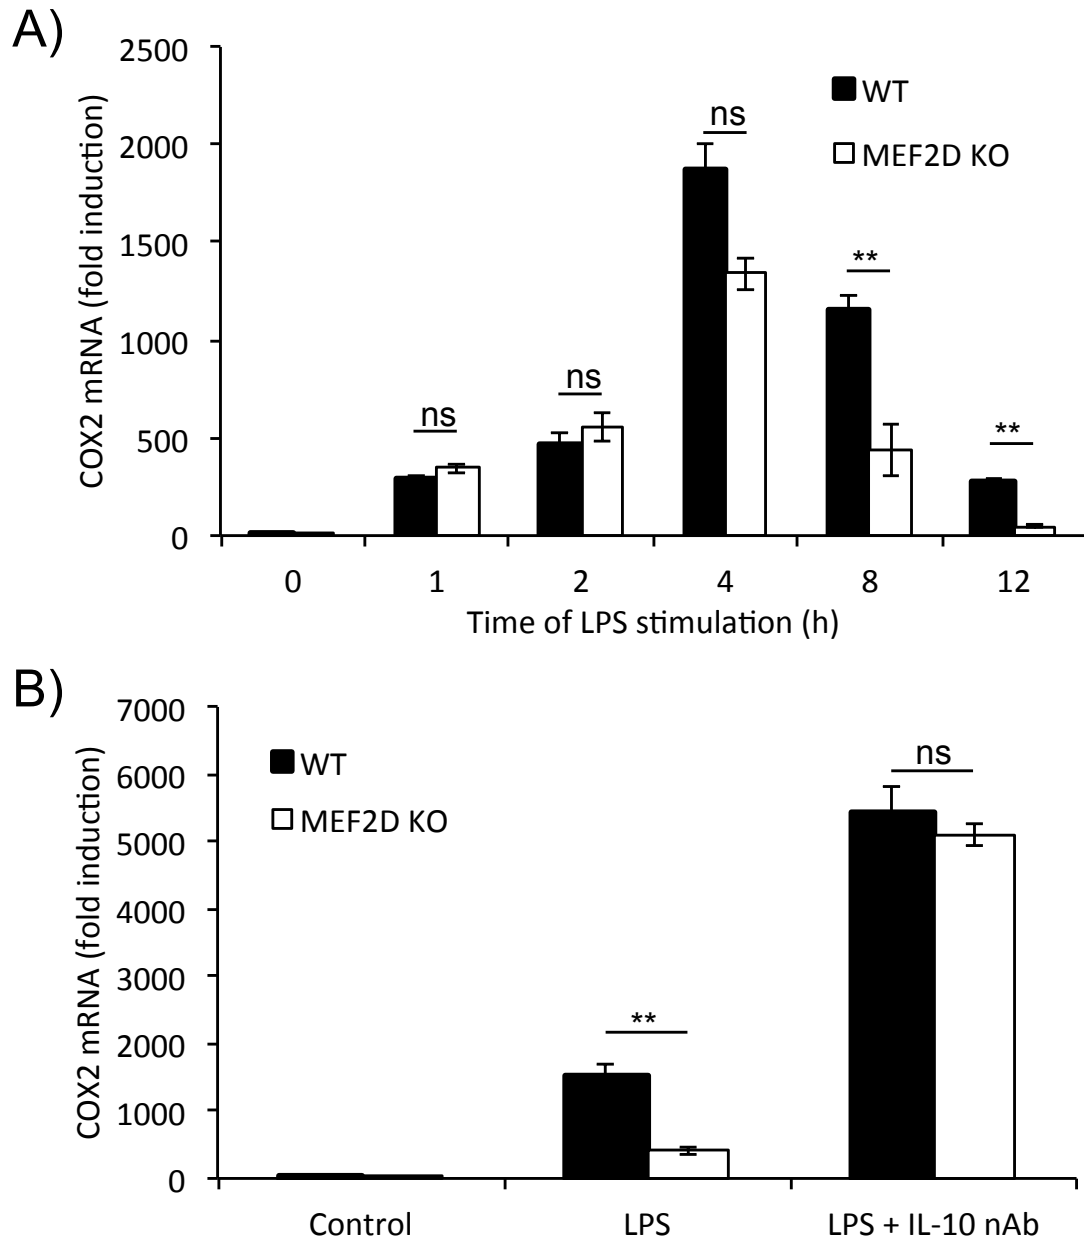 A)
COX2 mRNA (fold induction)
2500
2000
1500
1000
500
0
WT
MEF2D KO
ns
ns
ns
**
**
0 1 2 4 8 12
Time of LPS stimulation (h)
B)
COX2 mRNA (fold induction)
7000
6000
5000
4000
3000
2000
1000
0
WT
MEF2D KO
**
ns
Control LPS LPS + IL-10 nAb